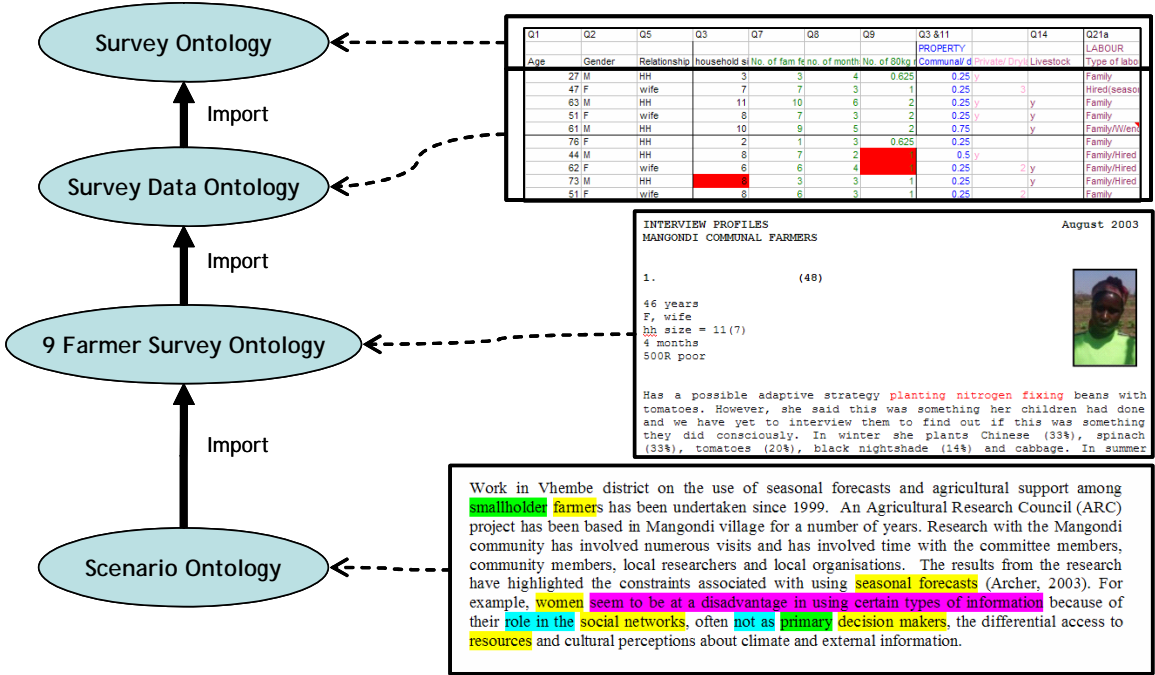 Survey Ontology
Import
Survey Data Ontology
Import
9 Farmer Survey Ontology
Import
Scenario Ontology
Q1 Q2 Q5 Q3 Q7 Q8 Q9 Q3 &11 Q14 Q21a
PROPERTY LABOUR
Age Gender Relationship household si No. of fam fe no. of month No. of 80kg Communal/ d Private/ Dryl Livestock Type of labo
27 M HH 3 3 4 0.625 0.25 y Family
47 F wife 7 7 3 1 0.25 3 Hired(seaso
63 M HH 11 10 6 2 0.25 y y Family
51 F wife 8 7 3 2 0.25 y y Family
61 M HH 10 9 5 2 0.75 y Family/W/en
76 F HH 2 1 3 0.625 0.25 Family
44 M HH 8 7 2 0.5 y Family/Hired
62 F wife 6 6 4 0.25 2 y Family/Hired
73 M HH 8 3 3 1 0.25 y Family/Hired
51 F wife 8 6 3 1 0.25 2 Family
INTERVIEW PROFILES August 2003
MANGONDI COMMUNAL FARMERS
1. (48)
46 years
F, wife
hh size = 11(7)
4 months
500R poor
Has a possible adaptive strategy planting nitrogen fixing beans with
tomatoes. However, she said this was something her children had done
and we have yet to interview them to find out if this was something
they did consciously. In winter she plants Chinese (33%), spinach
(33%), tomatoes (20%), black nightshade (14%) and cabbage. In summer
Work in Vhembe district on the use of seasonal forecasts and agricultural support among
smallholder farmers has been undertaken since 1999. An Agricultural Research Council (ARC)
project has been based in Mangondi village for a number of years. Research with the Mangondi
community has involved numerous visits and has involved time with the committee members,
community members, local researchers and local organisations. The results from the research
have highlighted the constraints associated with using seasonal forecasts (Archer, 2003). For
example, women seem to be at a disadvantage in using certain types of information because of
their role in the social networks, often not as primary decision makers, the differential access to
resources and cultural perceptions about climate and external information.